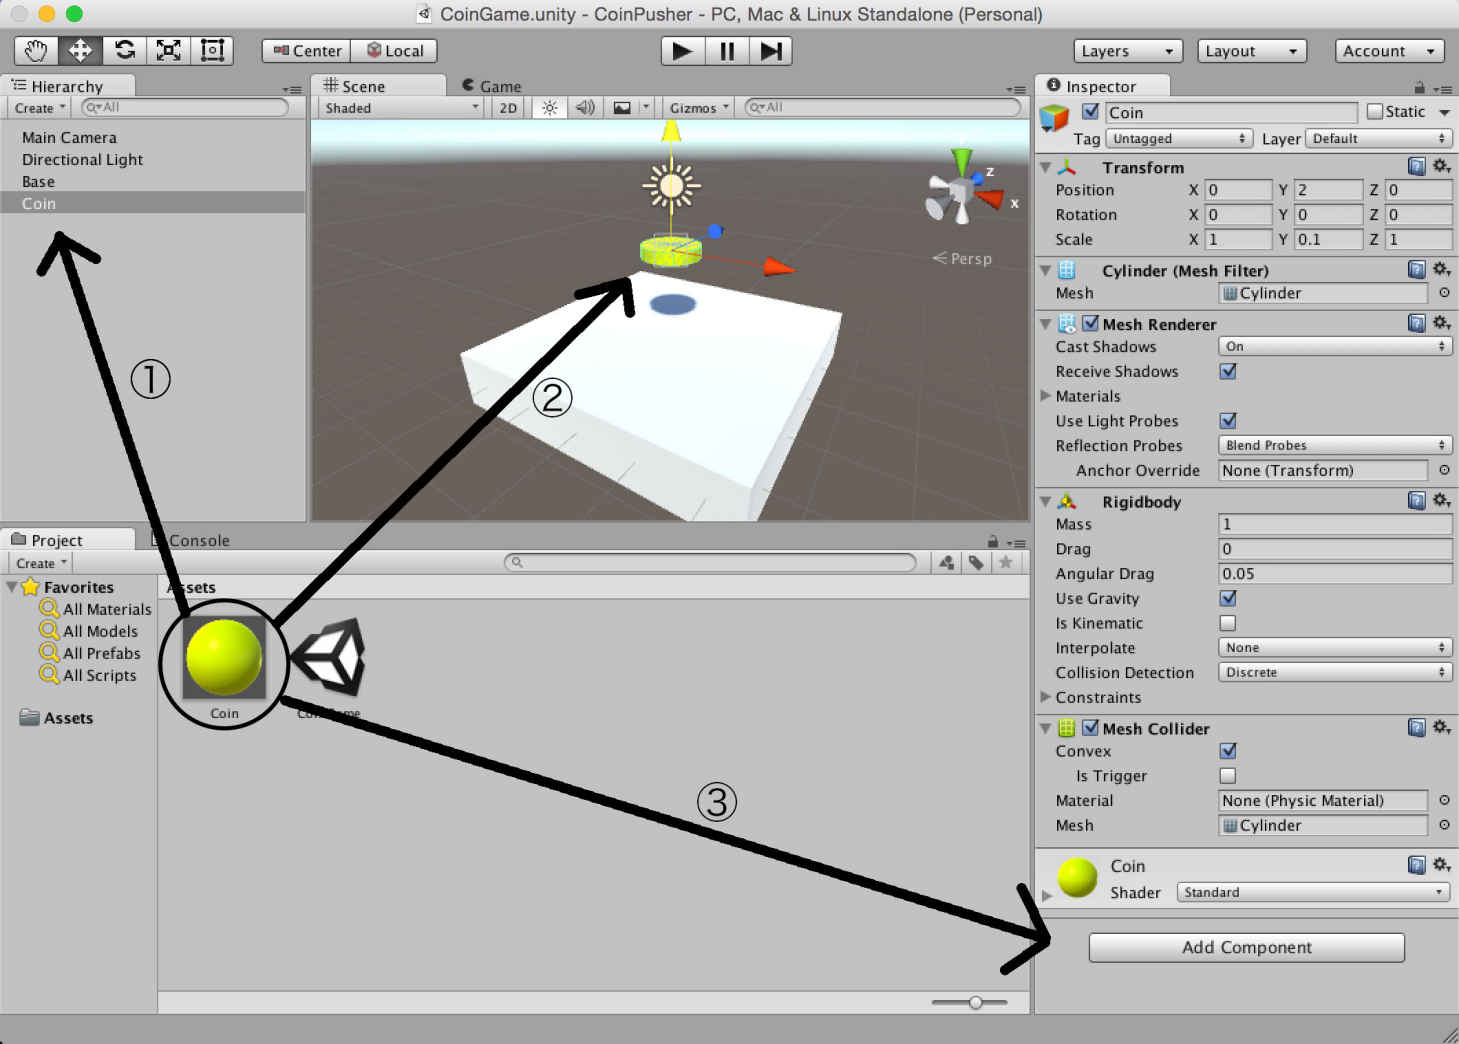 CoinGame.unity - CoinPusher - PC, Mac & Linux Standalone (Personal)
Center Local Layers Layout Account
Hierarchy
Create All
Main Camera
Directional Light
Base
Coin
Scene Game
Shaded 2D Gizmos All
z
x
Persp
①
②
③
Project Console
Create
Favorites
All Materials
All Models
All Prefabs
All Scripts
Assets
Assets
Coin
Inspector
Coin Static
Tag Untagged Layer Default
Transform
Position X 0 Y 2 Z 0
Rotation X 0 Y 0 Z 0
Scale X 1 Y 0.1 Z 1
Cylinder (Mesh Filter)
Mesh Cylinder
Mesh Renderer
Cast Shadows On
Receive Shadows
Materials
Use Light Probes
Reflection Probes Blend Probes
Anchor Override None (Transform)
Rigidbody
Mass 1
Drag 0
Angular Drag 0.05
Use Gravity
Is Kinematic
Interpolate None
Collision Detection Discrete
Constraints
Mesh Collider
Convex
Is Trigger
Material None (Physic Material)
Mesh Cylinder
Coin
Shader Standard
Add Component